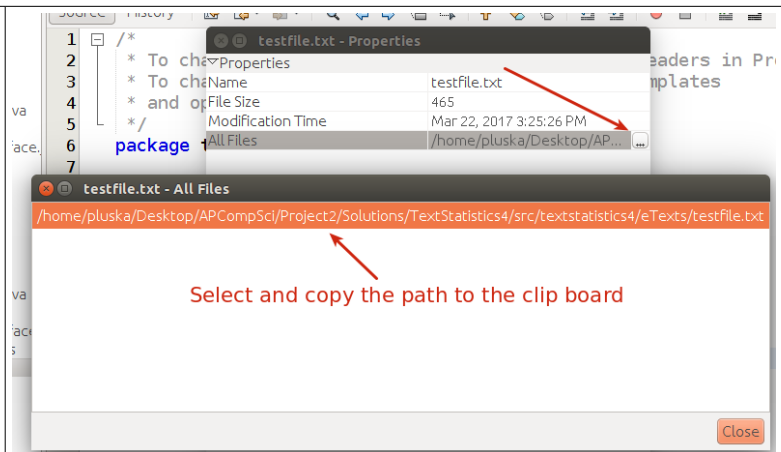 Source History
1 /*
testfile.txt - Properties
2 * To cha eaders in Pr
Properties
3 * To cha mplates
Name testfile.txt
4 * and op
File Size 465
va
5 */
Modification Time Mar 22, 2017 3:25:26 PM
ace.
6 package
All Files /home/pluska/Desktop/AP... ...
7
testfile.txt - All Files
/home/pluska/Desktop/APCompSci/Project2/Solutions/TextStatistics4/src/textstatistics4/eTexts/testfile.txt
Select and copy the path to the clip board
va
face
s
Close